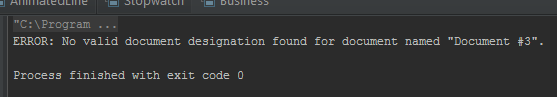 AnimatedLine Stopwatch Business
"C:\Program ...
ERROR: No valid document designation found for document named "Document #3".
Process finished with exit code 0